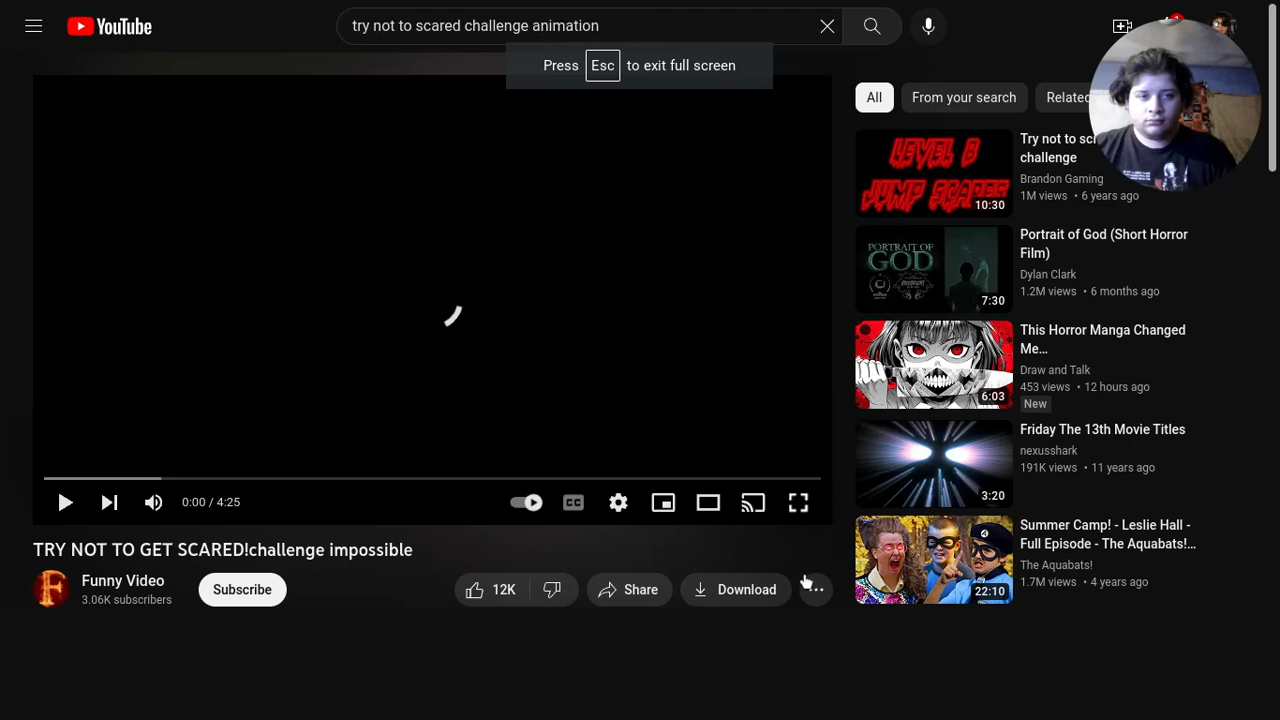 YouTube
try not to scared challenge animation
Press Esc to exit full screen
All
From your search
Related
LEVEL 8
JUMP SCARES
10:30
challenge
Brandon Gaming
1M views • 6 years ago
PORTRAIT OF
GOD
7:30
Portrait of God (Short Horror
Film)
Dylan Clark
1.2M views • 6 months ago
6:03
This Horror Manga Changed
Me...
Draw and Talk
453 views • 12 hours ago
New
3:20
Friday The 13th Movie Titles
nexusshark
191K views • 11 years ago
22:10
Summer Camp! - Leslie Hall -
Full Episode - The Aquabats!...
The Aquabats!
1.7M views • 4 years ago
0:00 / 4:25
CC
TRY NOT TO GET SCARED!challenge impossible
F
Funny Video
3.06K subscribers
Subscribe
12K
Share
Download
Try not to